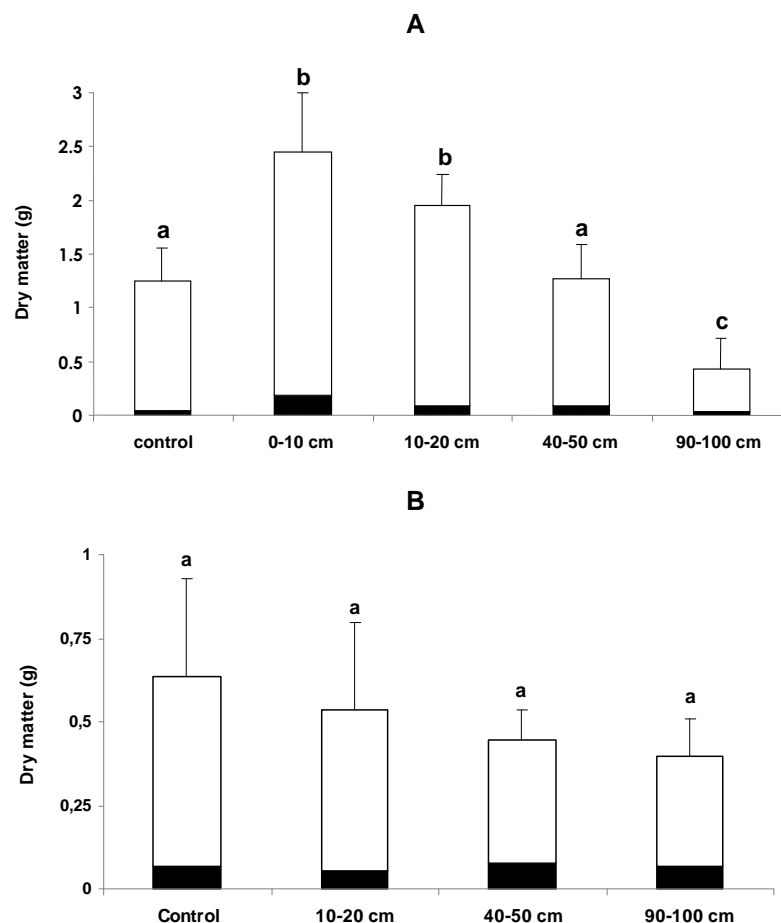 A
b
3
2.5
b
2
a
a
1.5
1
c
0.5
0
Dry matter (g)
control 0-10 cm 10-20 cm 40-50 cm 90-100 cm
B
1
a
a
0,75
a
a
0,5
0,25
0
Dry matter (g)
Control 10-20 cm 40-50 cm 90-100 cm